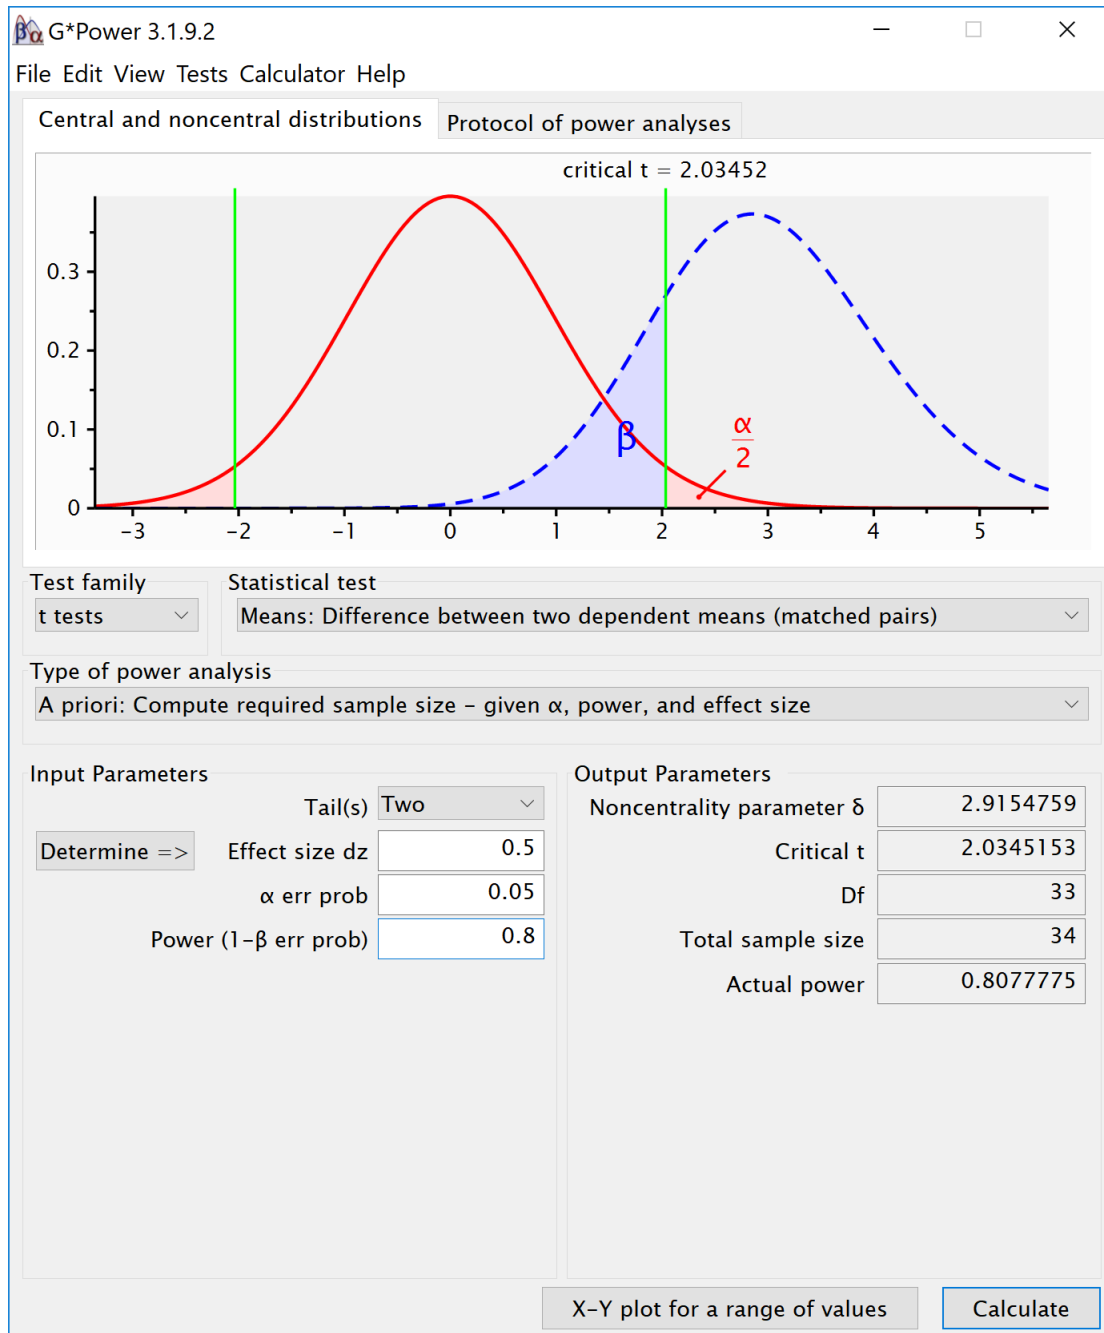 G*Power 3.1.9.2
File Edit View Tests Calculator Help
Central and noncentral distributions
Protocol of power analyses
critical t = 2.03452
0.3
0.2
0.1
0
β
α
2
-3 -2 -1 0 1 2 3 4 5
Test family
Statistical test
t tests
Means: Difference between two dependent means (matched pairs)
Type of power analysis
A priori: Compute required sample size – given α, power, and effect size
Input Parameters
Tail(s) Two
Determine => Effect size dz 0.5
α err prob 0.05
Power (1-β err prob) 0.8
Output Parameters
Noncentrality parameter δ 2.9154759
Critical t 2.0345153
Df 33
Total sample size 34
Actual power 0.8077775
X-Y plot for a range of values
Calculate